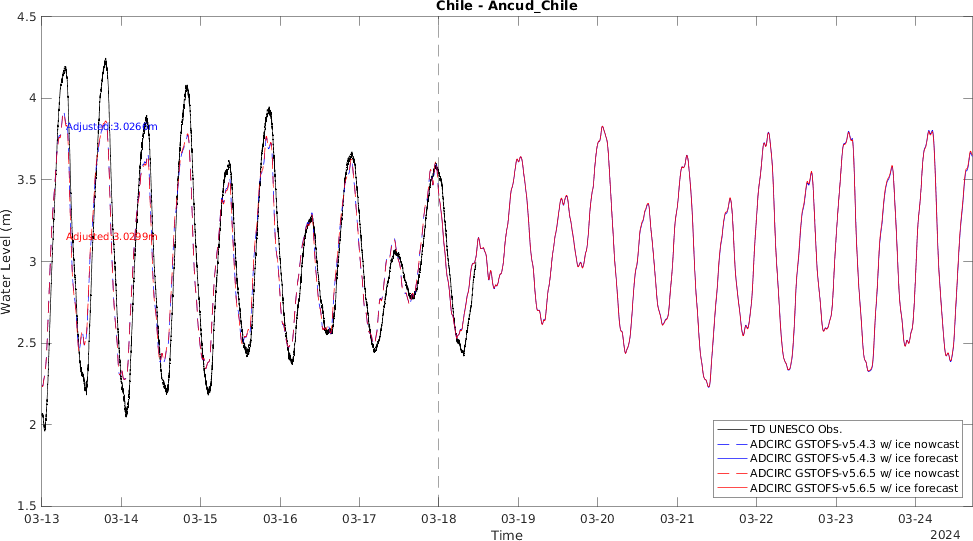 Chile - Ancud_Chile
4.5
4
3.5
3
2.5
2
1.5
Water Level (m)
Adjusted:3.0266m
Adjusted:3.0299m
TD UNESCO Obs.
ADCIRC GSTOFS-v5.4.3 w/ ice nowcast
ADCIRC GSTOFS-v5.4.3 w/ ice forecast
ADCIRC GSTOFS-v5.6.5 w/ ice nowcast
ADCIRC GSTOFS-v5.6.5 w/ ice forecast
03-13 03-14 03-15 03-16 03-17 03-18 03-19 03-20 03-21 03-22 03-23 03-24
Time
2024